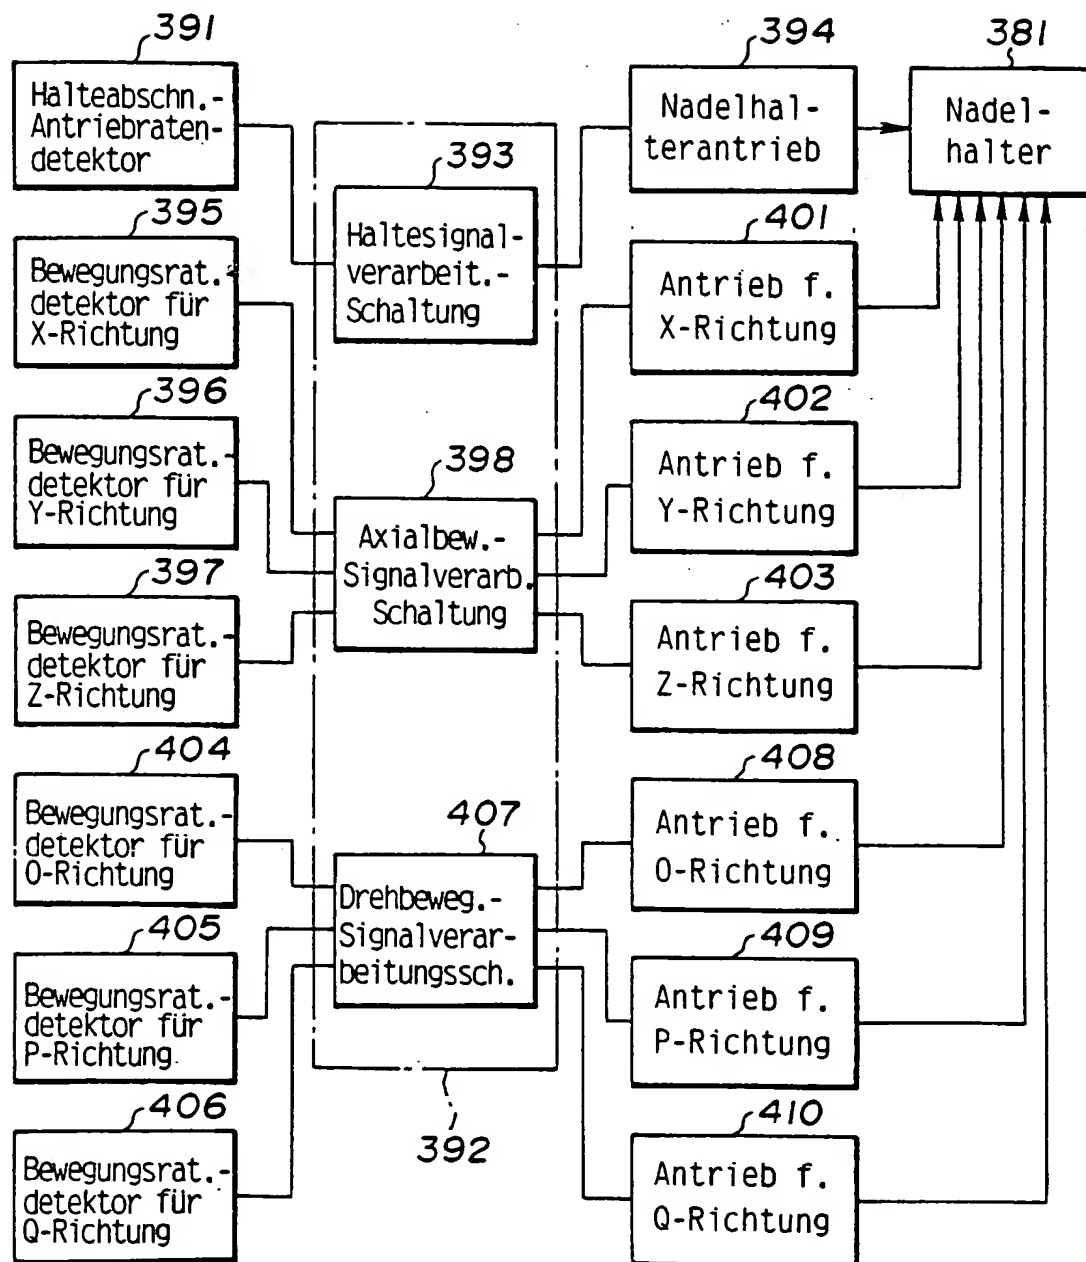 391
Halteabschn.-
Antriebraten-
detektor
395
Bewegungsrat.-
detektor für
X-Richtung
396
Bewegungsrat.-
detektor für
Y-Richtung
397
Bewegungsrat.-
detektor für
Z-Richtung
404
Bewegungsrat.-
detektor für
O-Richtung
405
Bewegungsrat.-
detektor für
P-Richtung
406
Bewegungsrat.-
detektor für
Q-Richtung
393
Haltesignal-
verarbeit.-
Schaltung
398
Axialbew.-
Signalverarb.
Schaltung
407
Drehbeweg.-
Signalverar-
beitungssch.
392
394
Nadelhal-
terantrieb
401
Antrieb f.
X-Richtung
402
Antrieb f.
Y-Richtung
403
Antrieb f.
Z-Richtung
408
Antrieb f.
O-Richtung
409
Antrieb f.
P-Richtung
410
Antrieb f.
Q-Richtung
381
Nadel-
halter